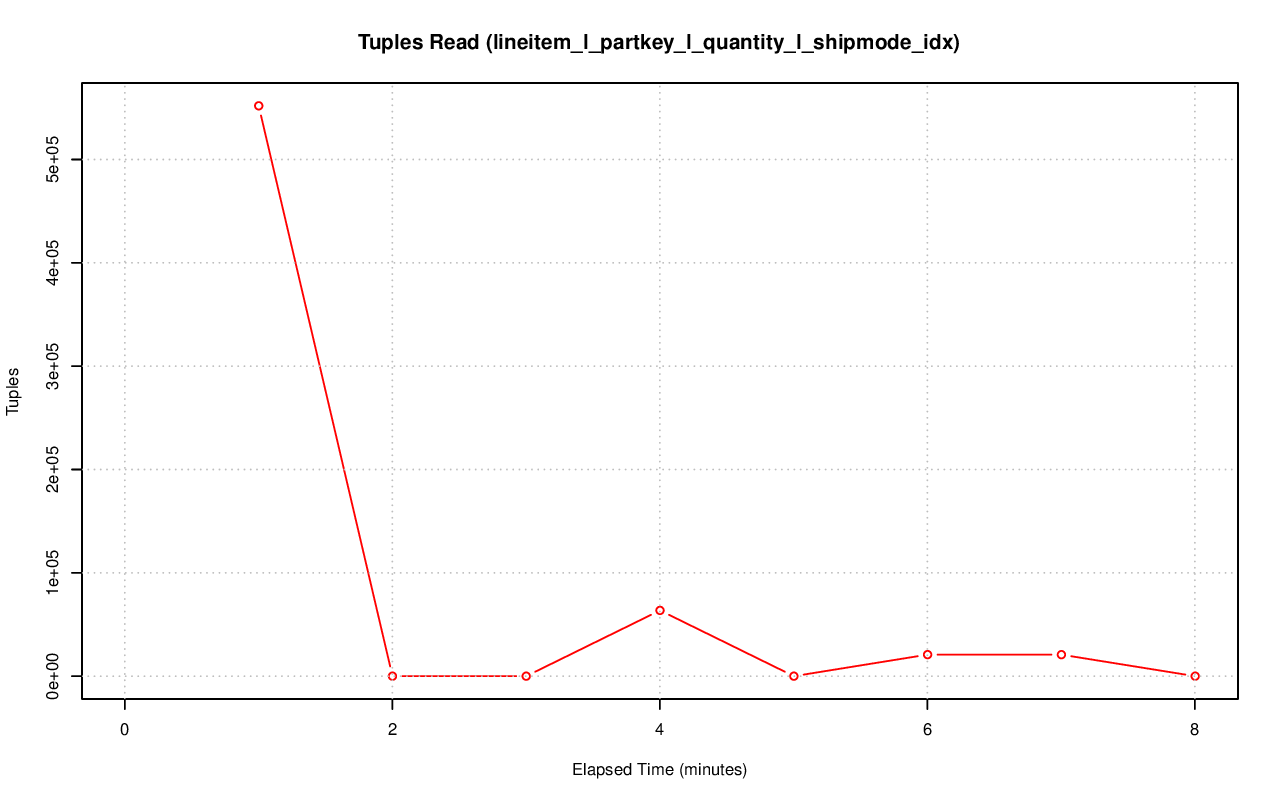 Tuples Read (lineitem_l_partkey_l_quantity_l_shipmode_idx)
Tuples
5e+05
4e+05
3e+05
2e+05
1e+05
0e+00
0 2 4 6 8
Elapsed Time (minutes)